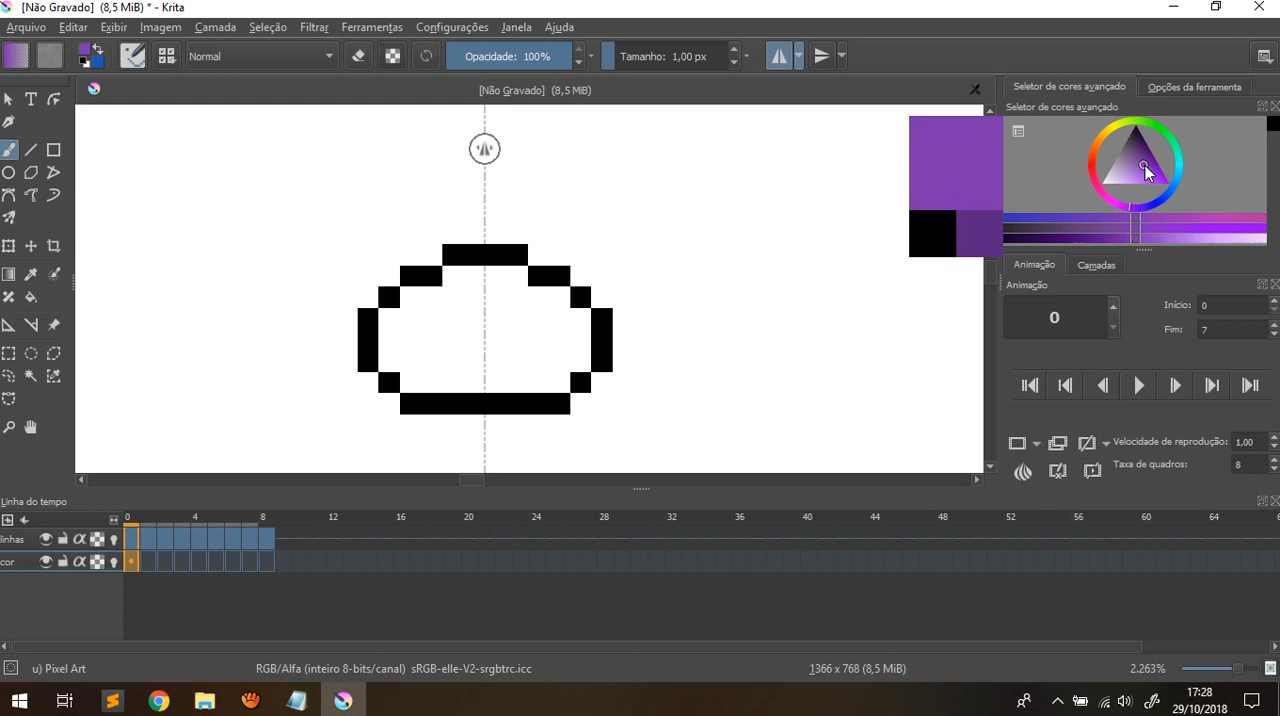 [Não Gravado] (8,5 MiB) * - Krita
Arquivo Editar Exibir Imagem Camada Seleção Filtrar Ferramentas Configurações Janela Ajuda
Normal Opacidade: 100% Tamanho: 1,00 px
[Não Gravado] (8,5 MiB)
Seletor de cores avançado Opções da ferramenta
Seletor de cores avançado
Animação Camadas
Animação
0 Início: 0
Fim: 7
Velocidade de reprodução: 1,00
Taxa de quadros: 8
Linha do tempo
0 4 8 12 16 20 24 28 32 36 40 44 48 52 56 60 64
linhas
cor
u) Pixel Art RGB/Alfa (inteiro 8-bits/canal) sRGB-elle-V2-srgbtrc.icc 1366 x 768 (8,5 MiB) 2.263%
17:28
29/10/2018